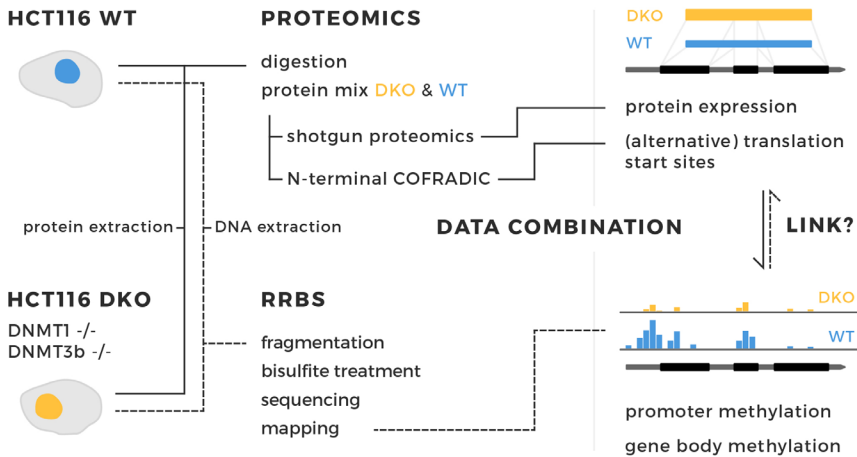 HCT116 WT
PROTEOMICS
digestion
protein mix DKO & WT
shotgun proteomics
N-terminal COFRADIC
DKO
WT
protein expression
(alternative) translation
start sites
protein extraction
DNA extraction
DATA COMBINATION
LINK?
HCT116 DKO
DNMT1 -/-
DNMT3b -/-
RRBS
fragmentation
bisulfite treatment
sequencing
mapping
DKO
WT
promoter methylation
gene body methylation